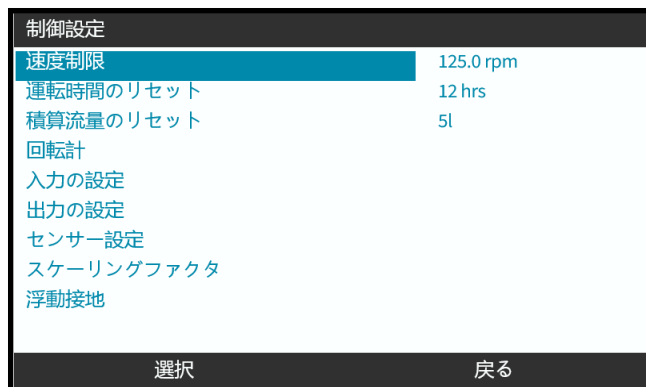 制御設定
速度制限 125.0 rpm
運転時間のリセット 12 hrs
積算流量のリセット 5l
回転計
入力の設定
出力の設定
センサー設定
スケーリングファクタ
浮動接地
選択 戻る